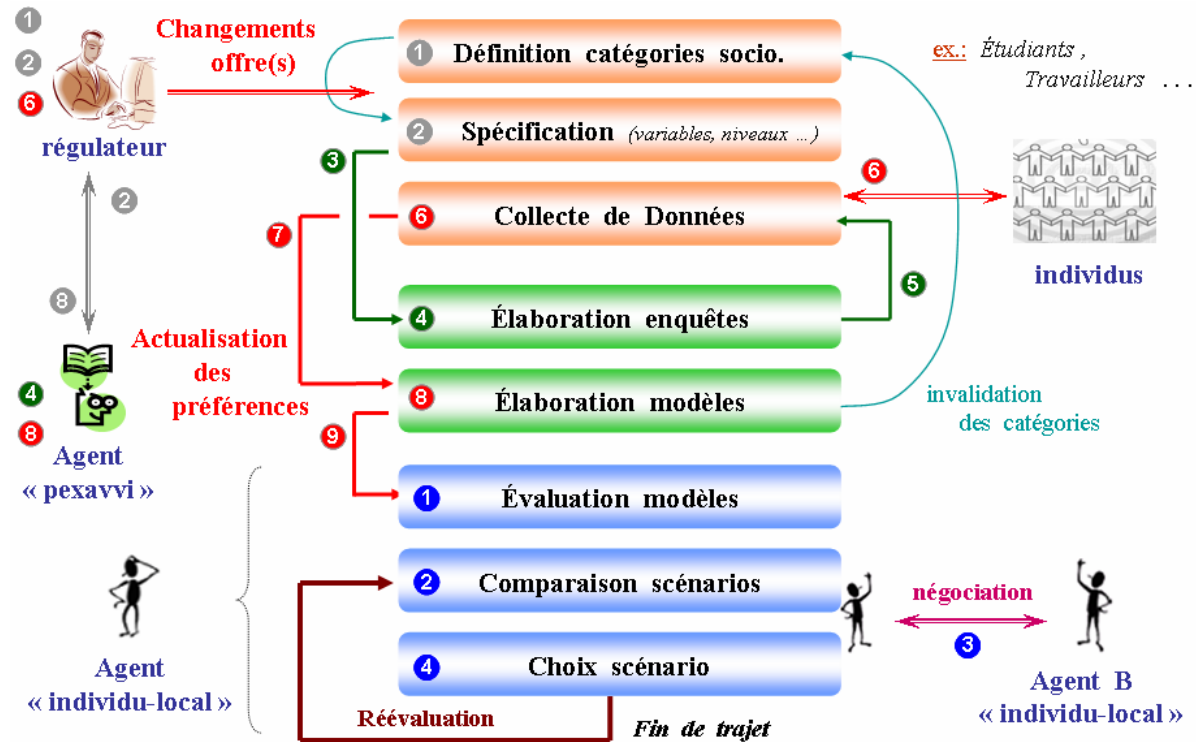 1
2
6
régulateur
Changements
offre(s)
1 Définition catégories socio.
ex.: Étudiants ,
Travailleurs . . .
2 Spécification (variables, niveaux ...)
3
2
6 Collecte de Données
6
7
individus
8
4 Élaboration enquêtes
5
Actualisation
des
préférences
4
8
Agent
« pexavvi »
8 Élaboration modèles
invalidation
des catégories
9
1 Évaluation modèles
2 Comparaison scénarios
négociation
3
4 Choix scénario
Agent
« individu-local »
Agent B
« individu-local »
Réévaluation
Fin de trajet